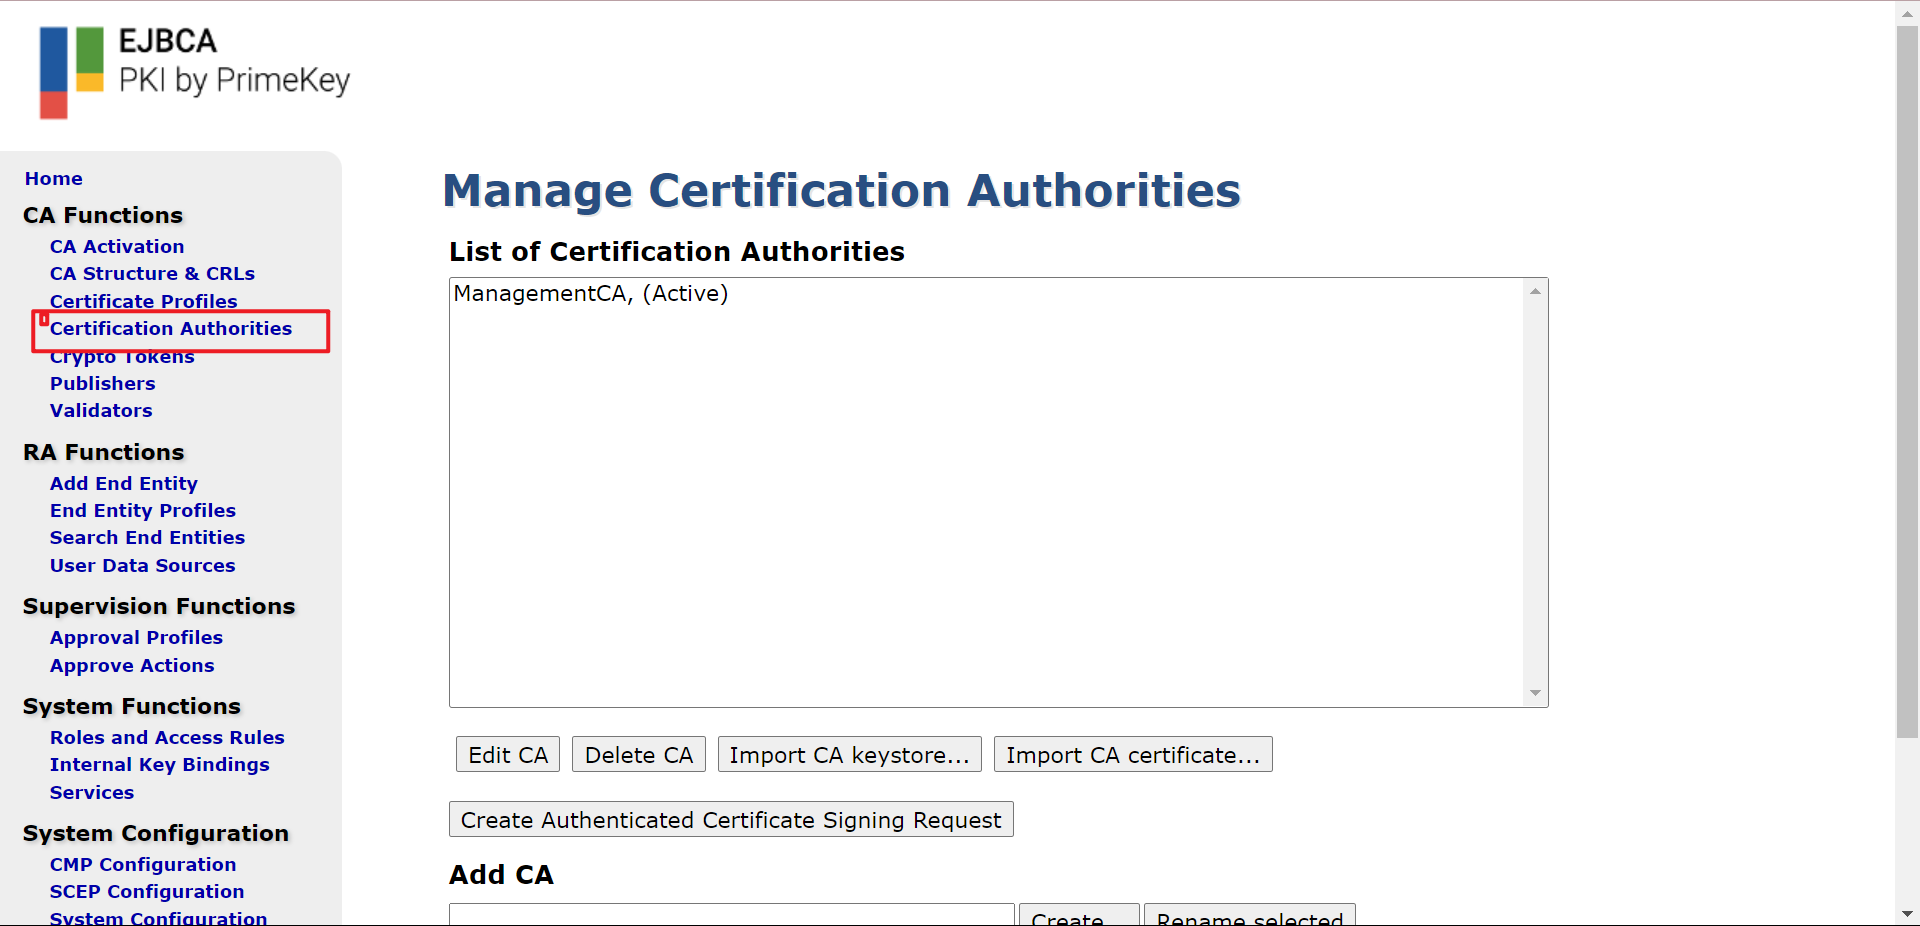 EJBCA
PKI by PrimeKey
Home
CA Functions
CA Activation
CA Structure & CRLs
Certificate Profiles
Certification Authorities
Crypto Tokens
Publishers
Validators
RA Functions
Add End Entity
End Entity Profiles
Search End Entities
User Data Sources
Supervision Functions
Approval Profiles
Approve Actions
System Functions
Roles and Access Rules
Internal Key Bindings
Services
System Configuration
CMP Configuration
SCEP Configuration
System Configuration
Manage Certification Authorities
List of Certification Authorities
ManagementCA, (Active)
Edit CA Delete CA Import CA keystore... Import CA certificate...
Create Authenticated Certificate Signing Request
Add CA
Create... Rename selected